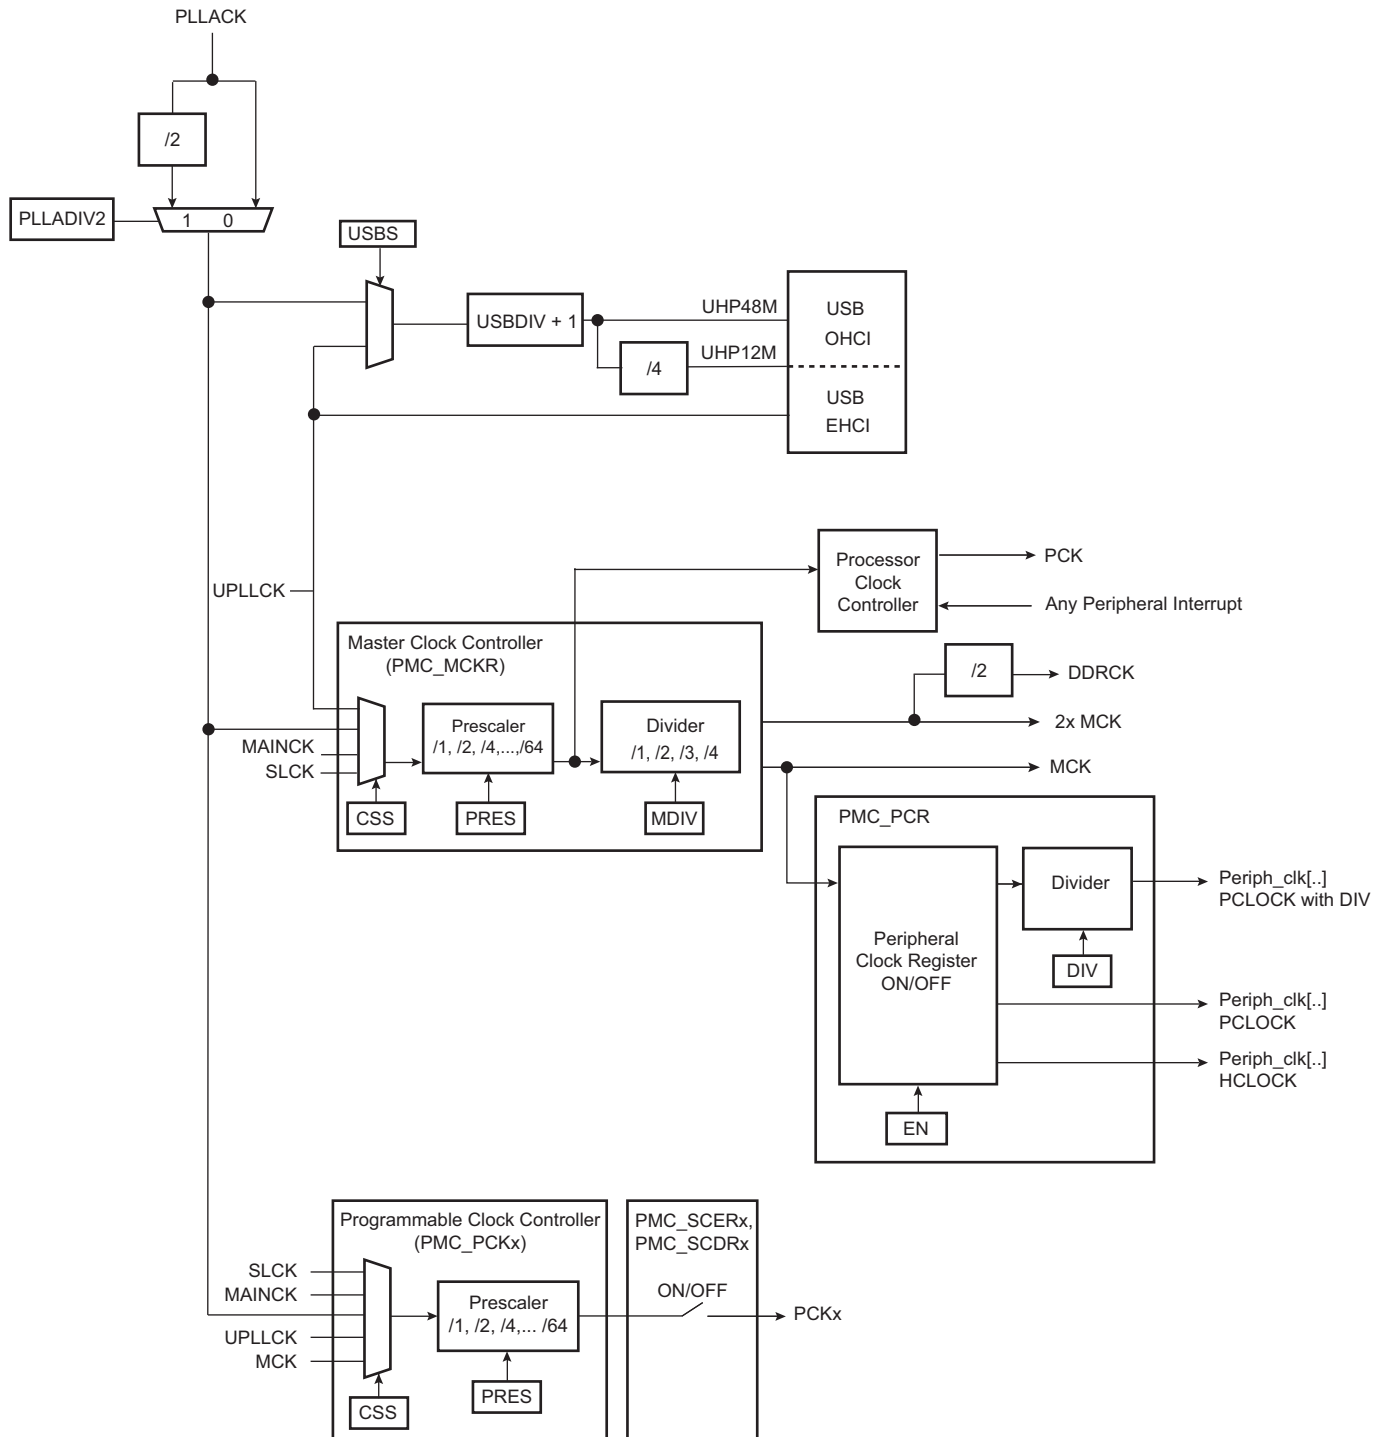 PLLACK
/2
PLLADIV2
1 0
USBS
USBDIV + 1
UHP48M
USB
OHCI
/4
UHP12M
USB
EHCI
UPLLCK
Processor
Clock
Controller
PCK
Any Peripheral Interrupt
Master Clock Controller
(PMC_MCKR)
/2
DDRCK
Prescaler
/1, /2, /4,...,/64
Divider
/1, /2, /3, /4
2x MCK
MAINCK
SLCK
MCK
CSS
PRES
MDIV
PMC_PCR
Peripheral
Clock Register
ON/OFF
Divider
Periph_clk[..]
PCLOCK with DIV
DIV
Periph_clk[..]
PCLOCK
Periph_clk[..]
HCLOCK
EN
Programmable Clock Controller
(PMC_PCKx)
PMC_SCERx,
PMC_SCDRx
SLCK
MAINCK
UPLLCK
MCK
Prescaler
/1, /2, /4,... /64
ON/OFF
PCKx
CSS
PRES